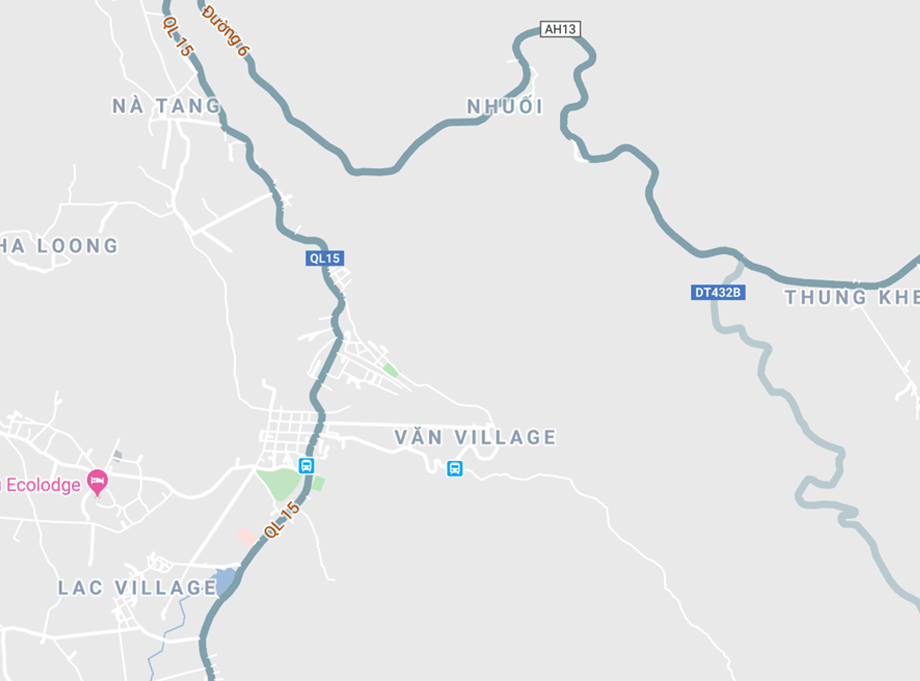 Đường 6
QL 15
AH13
NÀ TANG
NHUỐI
HA LOONG
QL15
DT432B
THUNG KHE
VĂN VILLAGE
Ecolodge
QL 15
LAC VILLAGE